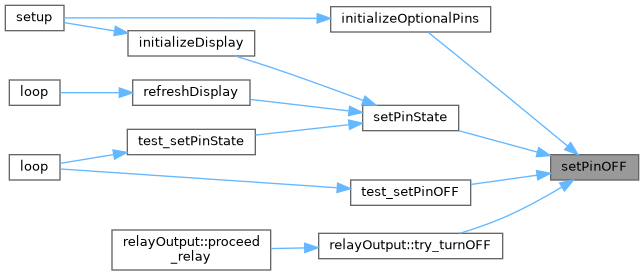 setup
initializeOptionalPins
initializeDisplay
loop
refreshDisplay
setPinState
test_setPinState
loop
setPinOFF
test_setPinOFF
relayOutput::proceed
_relay
relayOutput::try_turnOFF